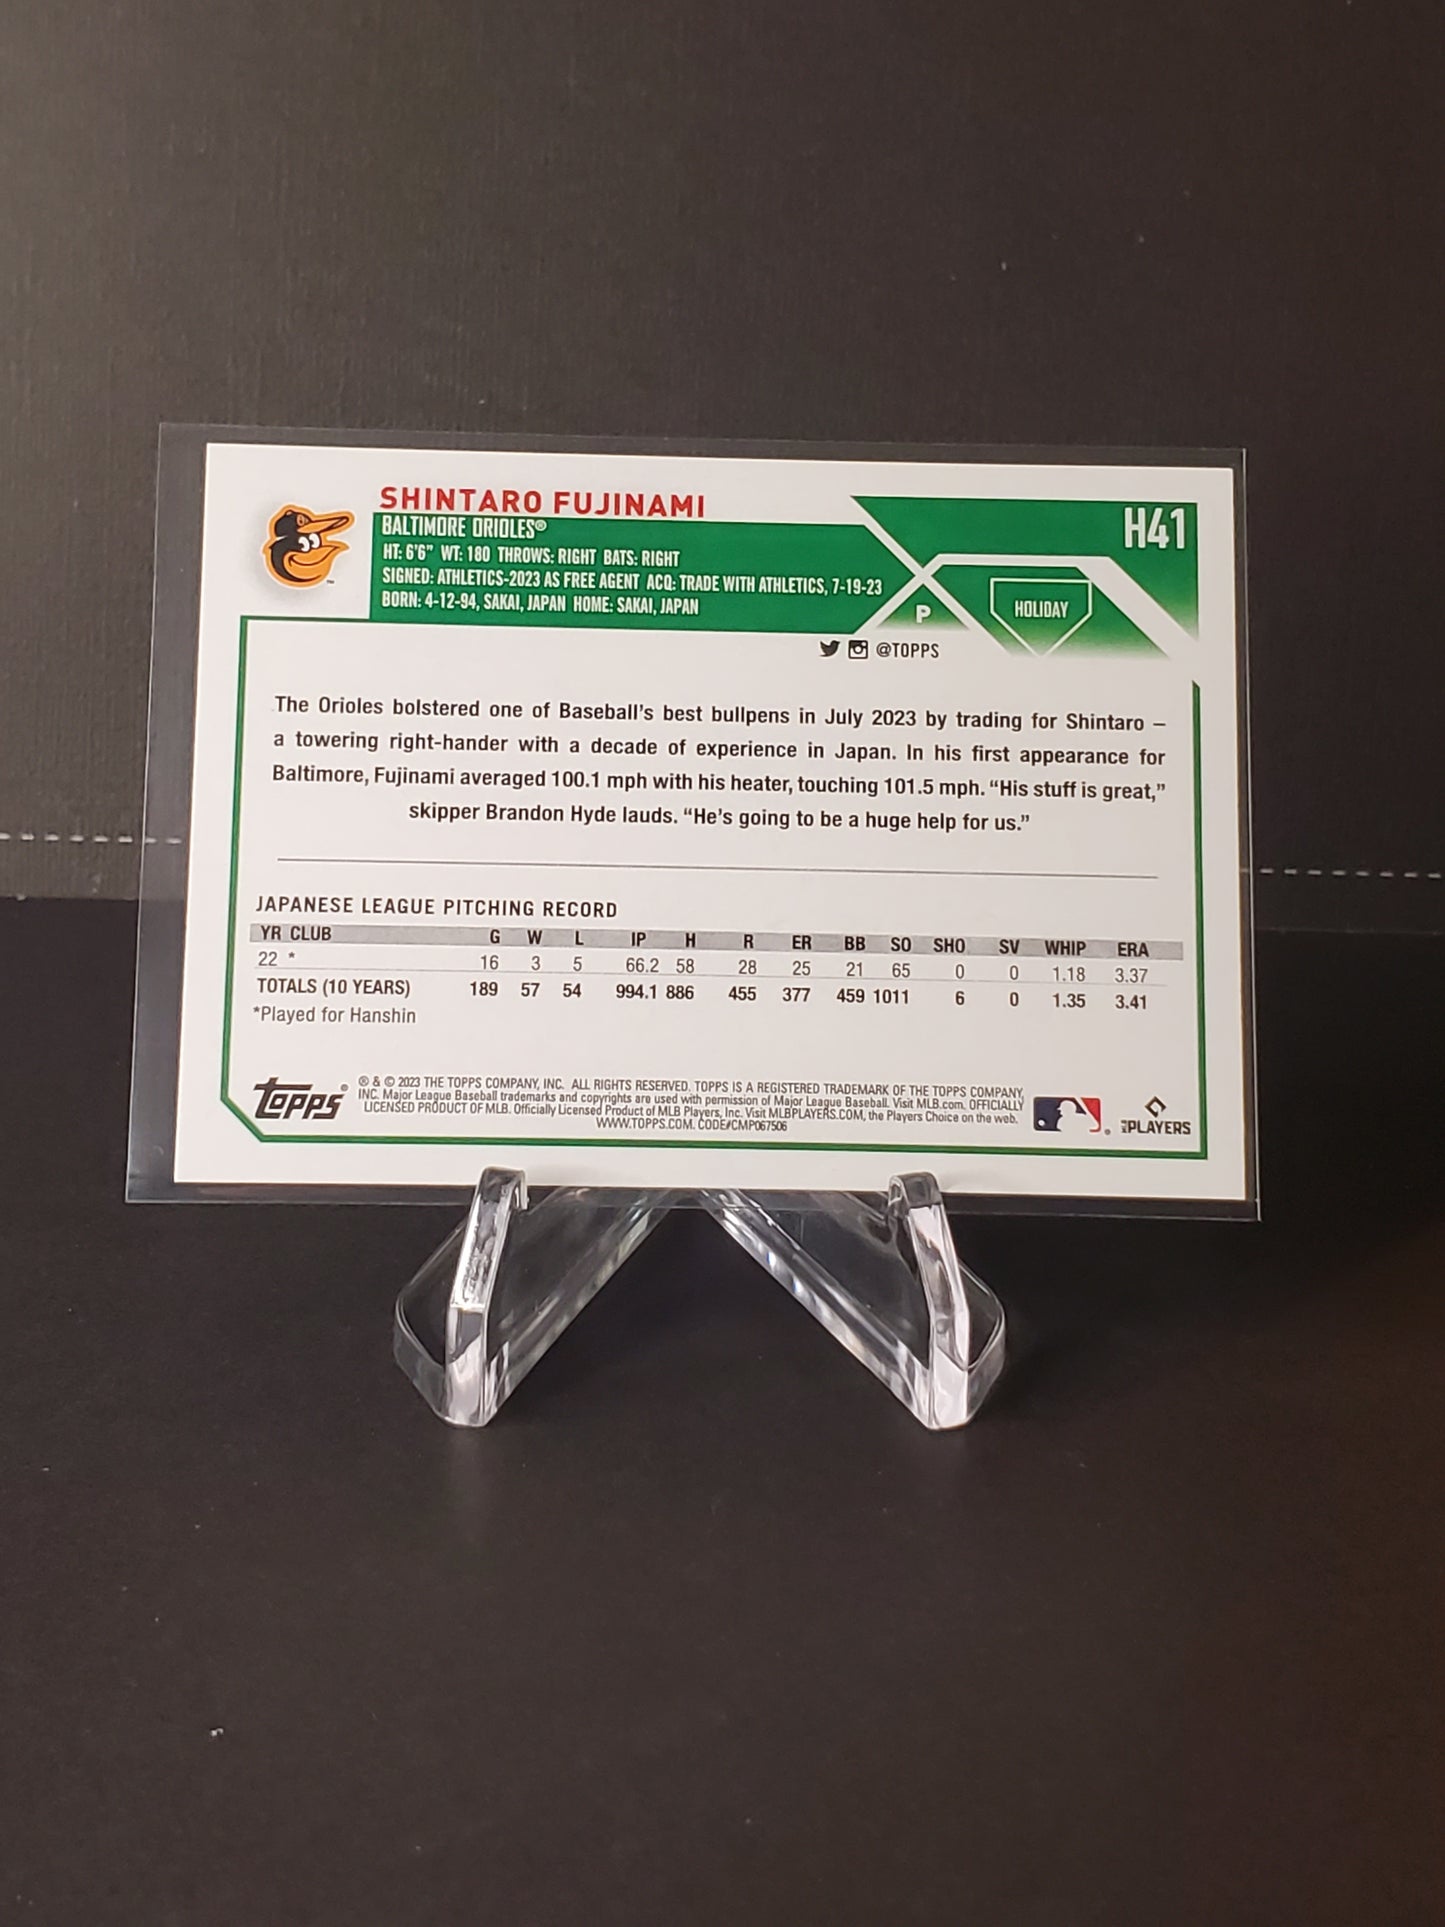 SHINTARO FUJINAMI
BALTIMORE ORIOLES®
HT: 6'6" WT: 180 THROWS: RIGHT BATS: RIGHT
SIGNED: ATHLETICS-2023 AS FREE AGENT ACQ: TRADE WITH ATHLETICS, 7-19-23
BORN: 4-12-94, SAKAI, JAPAN HOME: SAKAI, JAPAN
H41
P
HOLIDAY
@TOPPS
The Orioles bolstered one of Baseball's best bullpens in July 2023 by trading for Shintaro –
a towering right-hander with a decade of experience in Japan. In his first appearance for
Baltimore, Fujinami averaged 100.1 mph with his heater, touching 101.5 mph. “His stuff is great,”
skipper Brandon Hyde lauds. “He's going to be a huge help for us.”
JAPANESE LEAGUE PITCHING RECORD
YR CLUB G W L IP H R ER BB SO SHO SV WHIP ERA
22 * 16 3 5 66.2 58 28 25 21 65 0 0 1.18 3.37
TOTALS (10 YEARS) 189 57 54 994.1 886 455 377 459 1011 6 0 1.35 3.41
*Played for Hanshin
TOPPS®
® & © 2023 THE TOPPS COMPANY, INC. ALL RIGHTS RESERVED. TOPPS IS A REGISTERED TRADEMARK OF THE TOPPS COMPANY,
INC. Major League Baseball trademarks and copyrights are used with permission of Major League Baseball. Visit MLB.com. OFFICIALLY
LICENSED PRODUCT OF MLB. Officially Licensed Product of MLB Players, Inc. Visit MLBPLAYERS.COM, the Players Choice on the web.
WWW.TOPPS.COM. CODE#CMP067506
MLB PLAYERS